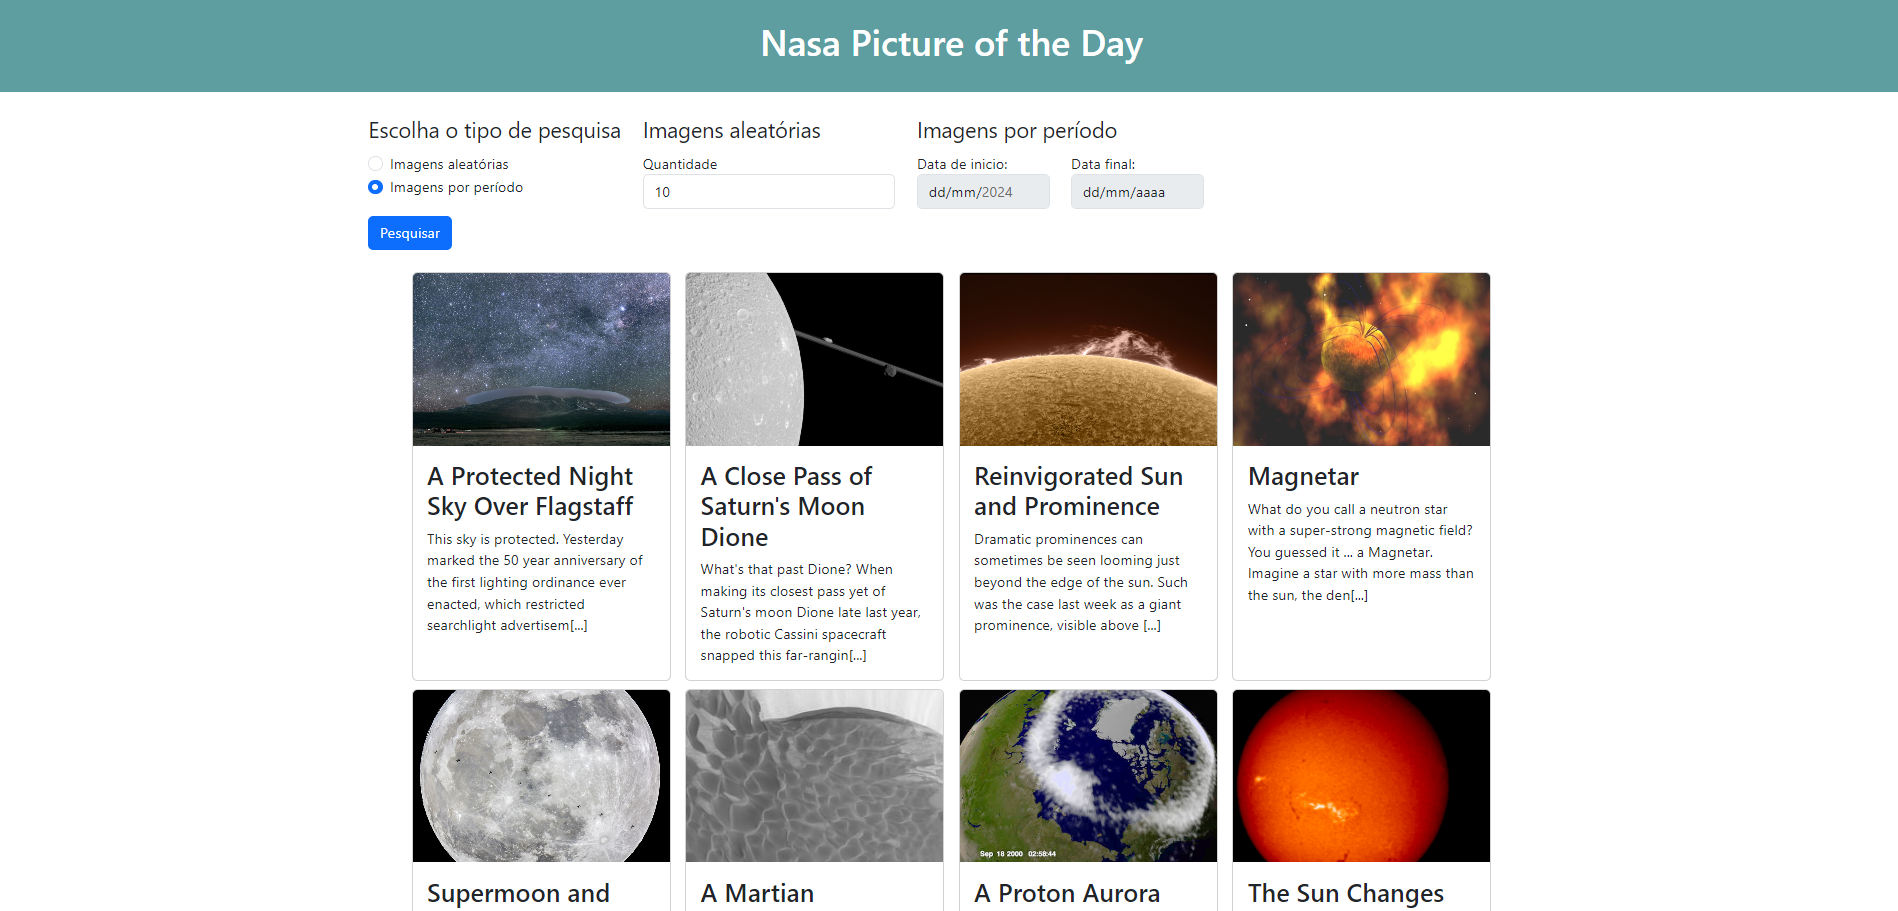 Nasa Picture of the Day
Escolha o tipo de pesquisa
Imagens aleatórias
Imagens por período
Pesquisar
Imagens aleatórias
Quantidade
10
Imagens por período
Data de inicio:
dd/mm/2024
Data final:
dd/mm/aaaa
A Protected Night
Sky Over Flagstaff
This sky is protected. Yesterday
marked the 50 year anniversary of
the first lighting ordinance ever
enacted, which restricted
searchlight advertisem[...]
A Close Pass of
Saturn's Moon
Dione
What's that past Dione? When
making its closest pass yet of
Saturn's moon Dione late last year,
the robotic Cassini spacecraft
snapped this far-rangin[...]
Reinvigorated Sun
and Prominence
Dramatic prominences can
sometimes be seen looming just
beyond the edge of the sun. Such
was the case last week as a giant
prominence, visible above [...]
Magnetar
What do you call a neutron star
with a super-strong magnetic field?
You guessed it ... a Magnetar.
Imagine a star with more mass than
the sun, the den[...]
Supermoon and
A Martian
Sep 18 2000 02:58:44
A Proton Aurora
The Sun Changes